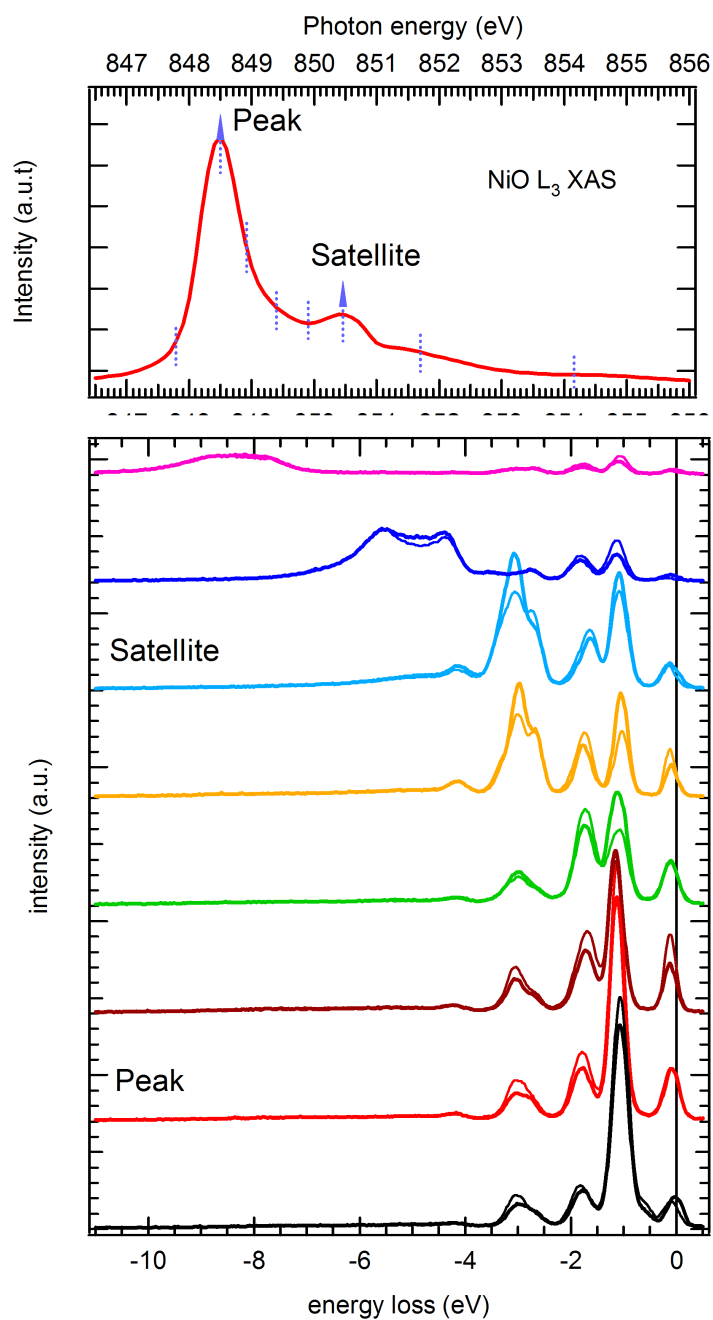 Photon energy (eV)
847 848 849 850 851 852 853 854 855 856
Peak
NiO L3 XAS
Satellite
Intensity (a.u.t)
Satellite
intensity (a.u.)
Peak
-10 -8 -6 -4 -2 0
energy loss (eV)